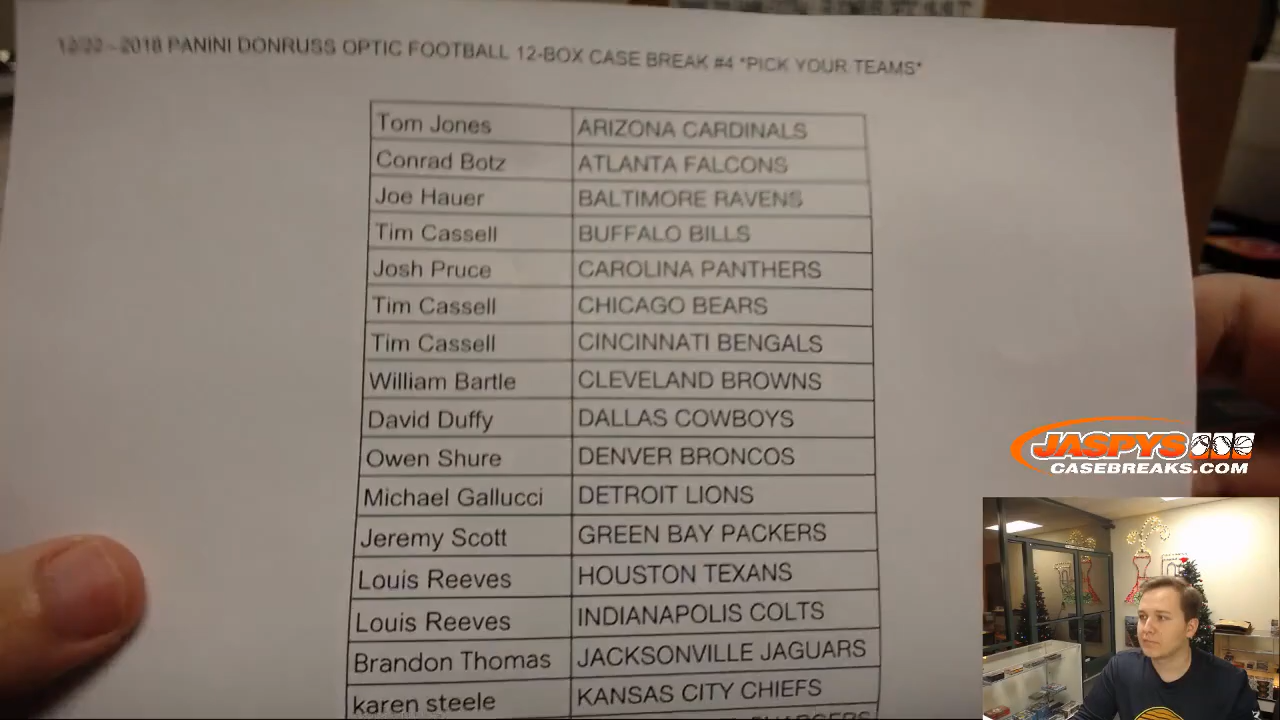 12/22 - 2018 PANINI DONRUSS OPTIC FOOTBALL 12-BOX CASE BREAK #4 *PICK YOUR TEAMS*
Tom Jones ARIZONA CARDINALS
Conrad Botz ATLANTA FALCONS
Joe Hauer BALTIMORE RAVENS
Tim Cassell BUFFALO BILLS
Josh Pruce CAROLINA PANTHERS
Tim Cassell CHICAGO BEARS
Tim Cassell CINCINNATI BENGALS
William Bartle CLEVELAND BROWNS
David Duffy DALLAS COWBOYS
Owen Shure DENVER BRONCOS
Michael Gallucci DETROIT LIONS
Jeremy Scott GREEN BAY PACKERS
Louis Reeves HOUSTON TEXANS
Louis Reeves INDIANAPOLIS COLTS
Brandon Thomas JACKSONVILLE JAGUARS
karen steele KANSAS CITY CHIEFS
CHARGERS
JASPYS
CASEBREAKS.COM